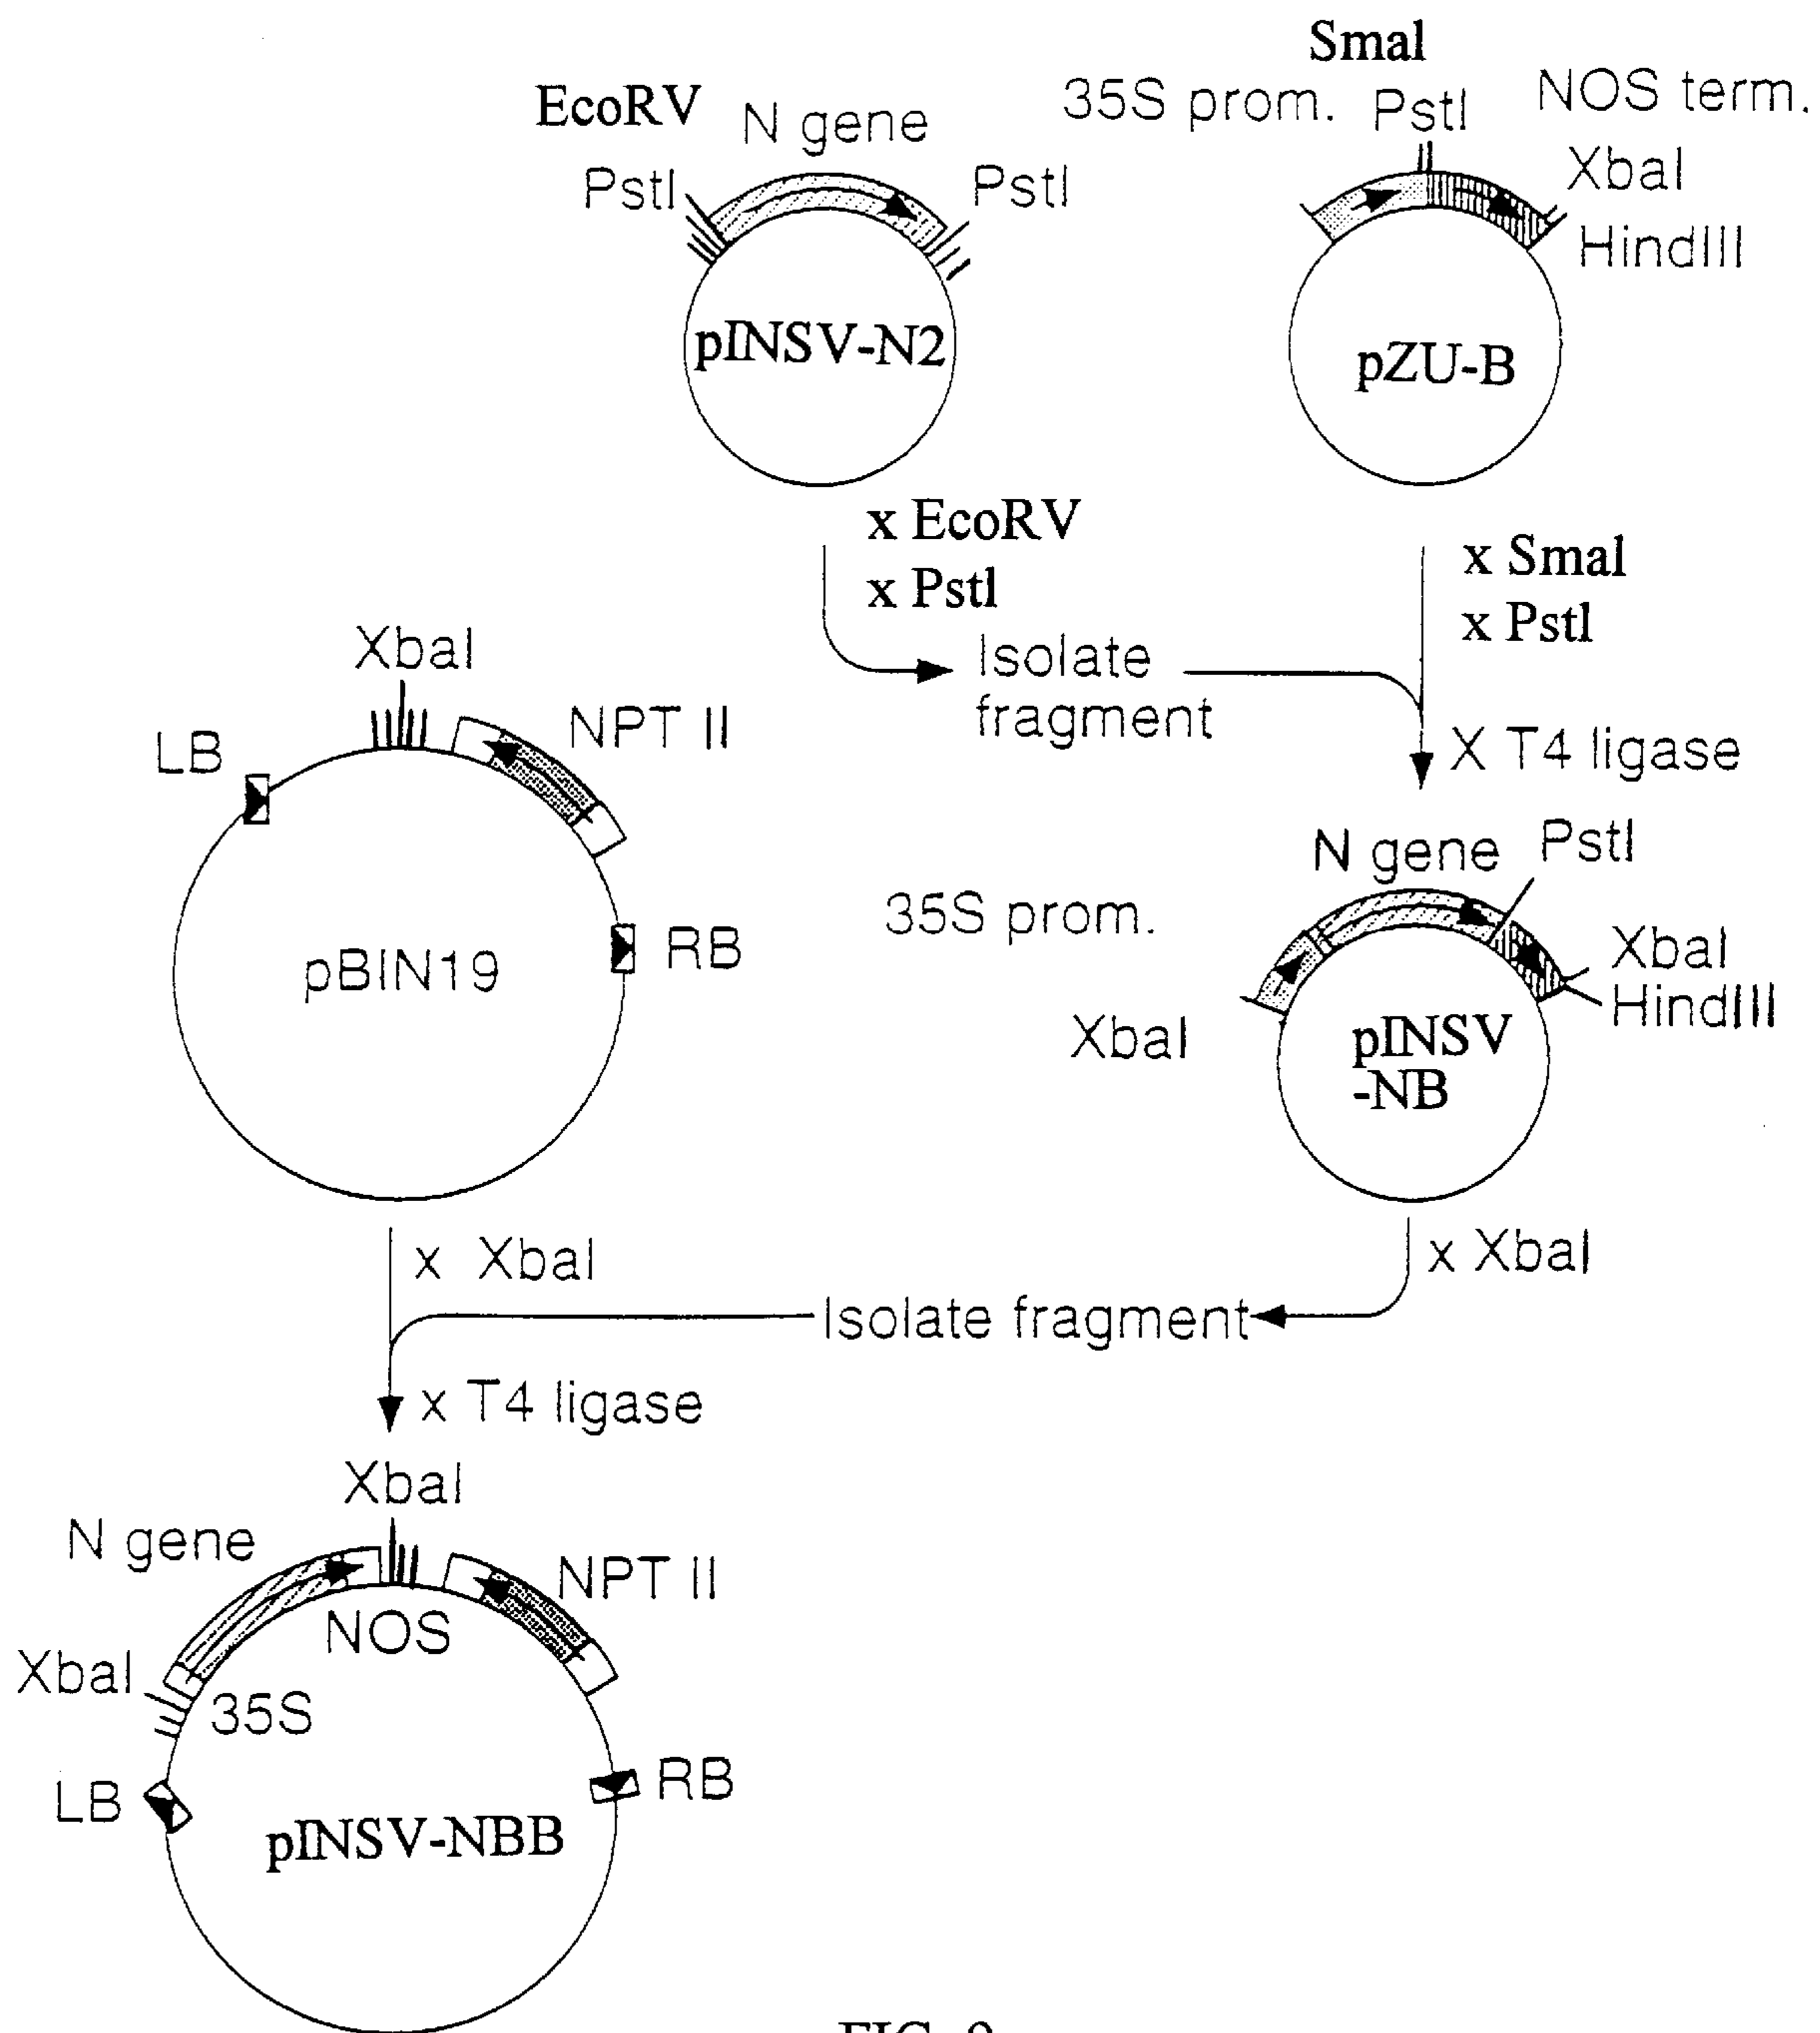 SmaI
EcoRV
N gene
35S prom.
PstI
NOS term.
PstI
PstI
XbaI
HindIII
pINSV-N2
pZU-B
x EcoRV
x PstI
x SmaI
x PstI
Isolate
fragment
X T4 ligase
XbaI
LB
NPT II
RB
pBIN19
35S prom.
N gene
PstI
XbaI
HindIII
XbaI
pINSV
-NB
x XbaI
x XbaI
Isolate fragment
x T4 ligase
XbaI
N gene
NPT II
NOS
XbaI
35S
LB
RB
pINSV-NBB